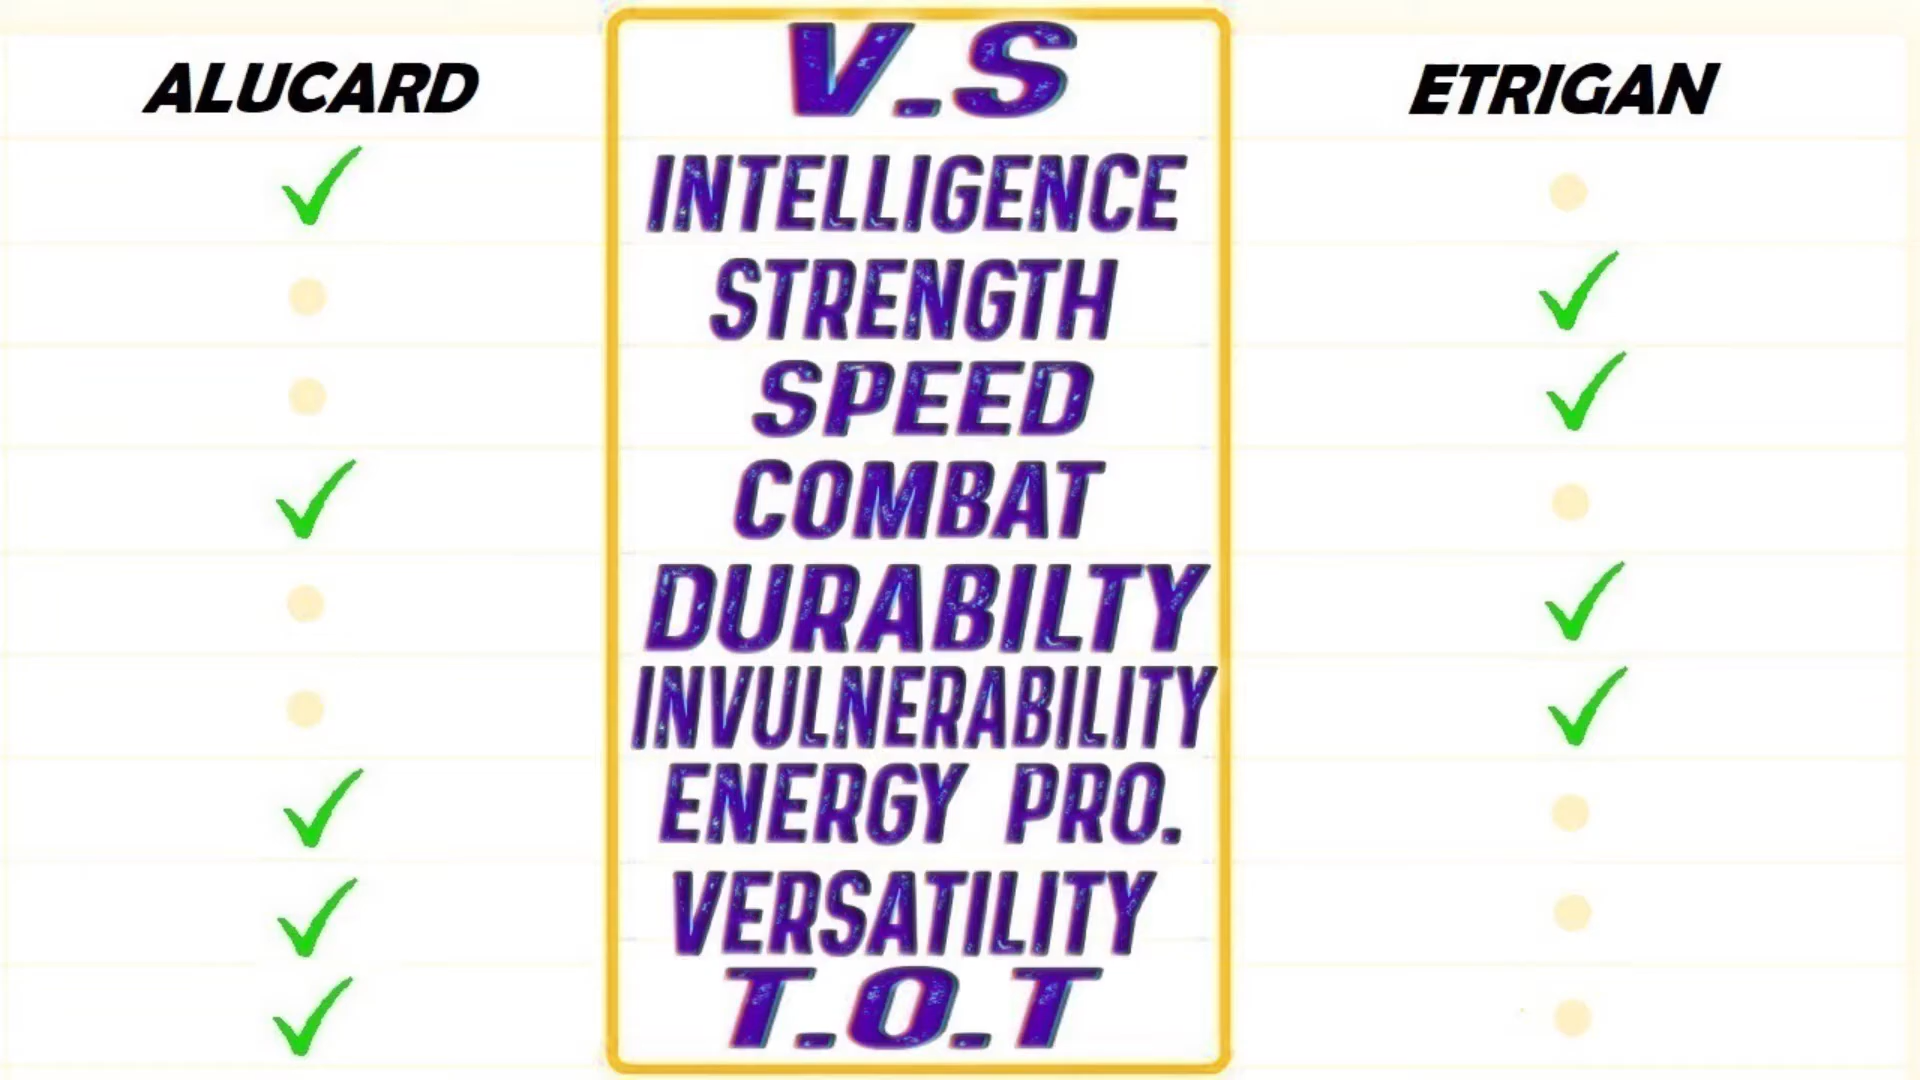 ALUCARD V.S ETRIGAN
INTELLIGENCE
STRENGTH
SPEED
COMBAT
DURABILTY
INVULNERABILITY
ENERGY PRO.
VERSATILITY
T.O.T